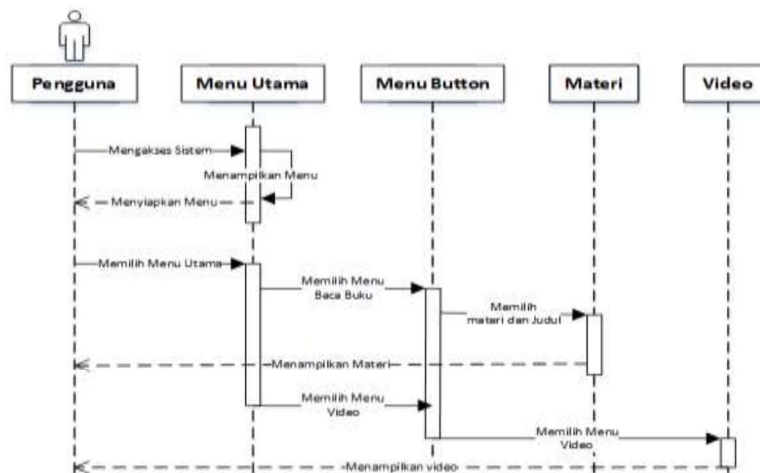 Pengguna
Menu Utama
Menu Button
Materi
Video
Mengakses Sistem
Menampilkan Menu
Menyiapkan Menu
Memilih Menu Utama
Memilih Menu
Baca Buku
Memilih
materi dan Judul
Menampilkan Materi
Memilih Menu
Video
Memilih Menu
Video
Menampilkan video